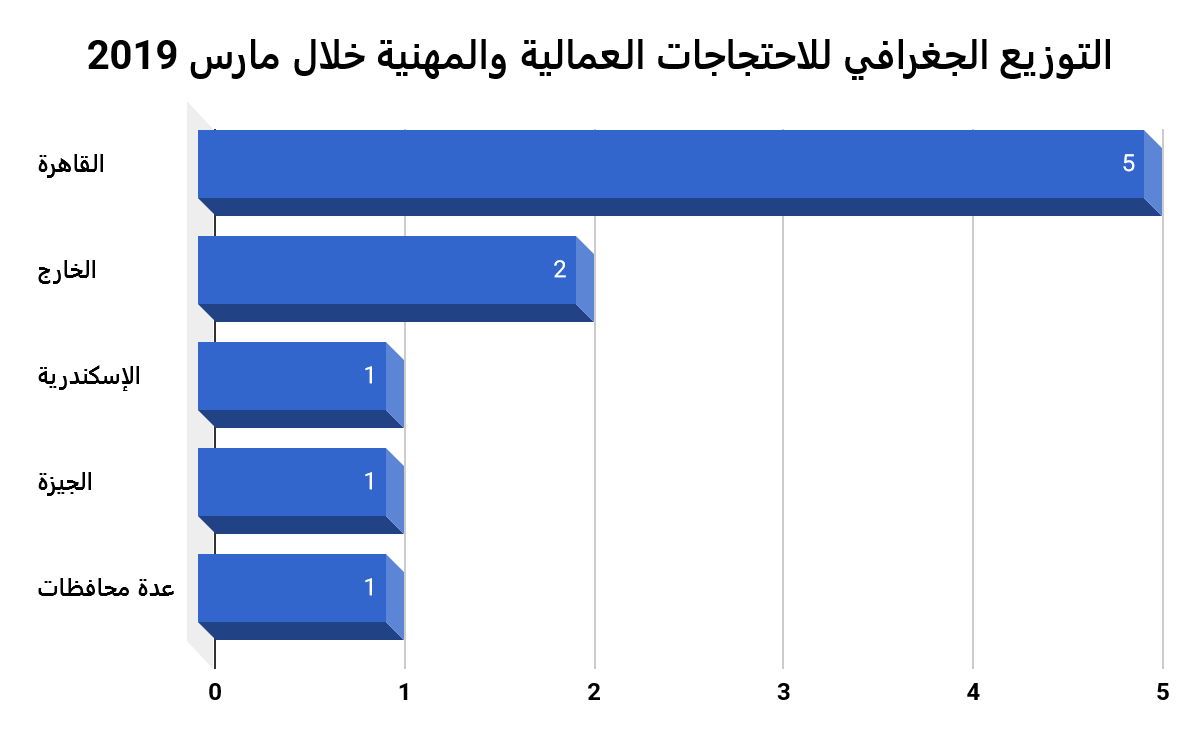 التوزيع الجغرافي للاحتجاجات العمالية والمهنية خلال مارس 2019
القاهرة 5
الخارج 2
الإسكندرية 1
الجيزة 1
عدة محافظات 1
0 1 2 3 4 5